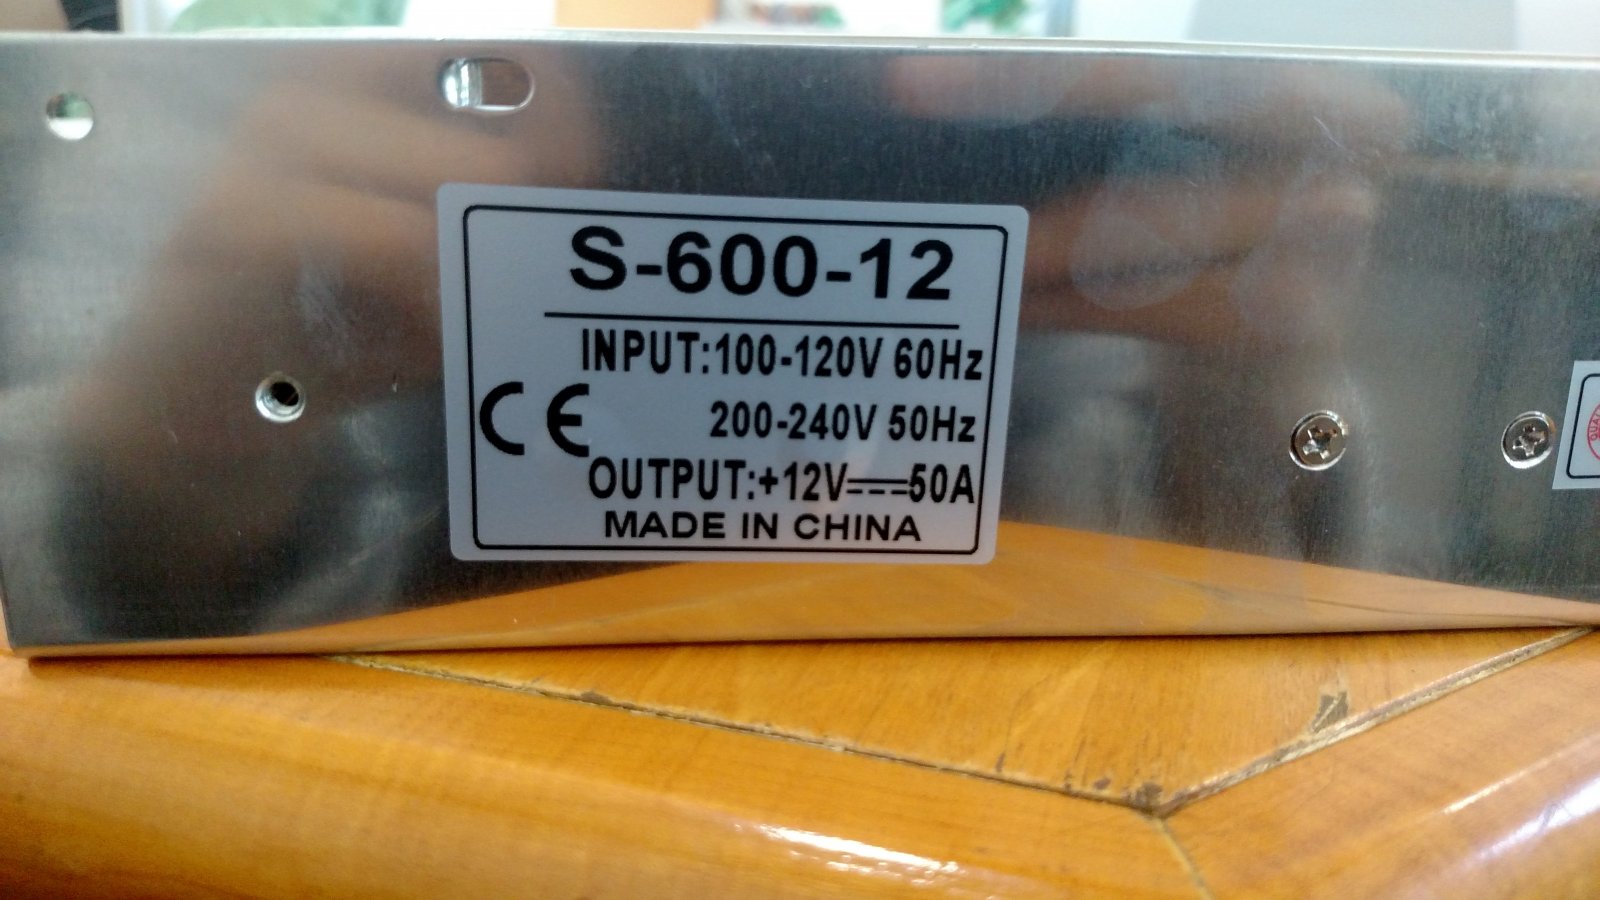 S-600-12
INPUT:100-120V 60Hz
200-240V 50Hz
CE
OUTPUT:+12V⎓50A
MADE IN CHINA